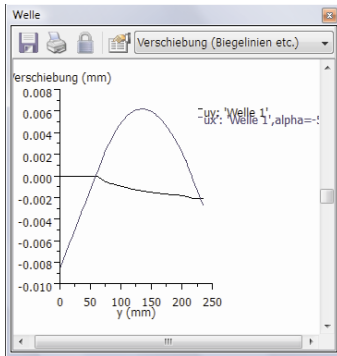 Welle
Verschiebung (Biegelinien etc.)
Verschiebung (mm)
uy: 'Welle 1'
ux: 'Welle 1',alpha=-5
0.008
0.006
0.004
0.002
0.000
-0.002
-0.004
-0.006
-0.008
-0.010
0 50 100 150 200 250
y (mm)